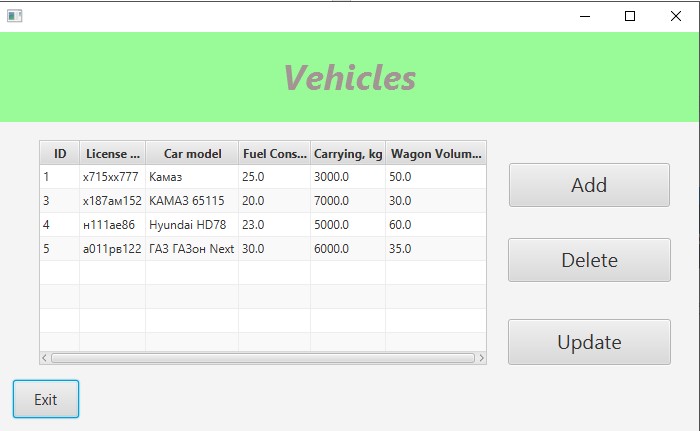 Vehicles
ID License ... Car model Fuel Cons... Carrying, kg Wagon Volum...
1 х715хх777 Камаз 25.0 3000.0 50.0
3 х187ам152 КАМАЗ 65115 20.0 7000.0 30.0
4 н111ае86 Hyundai HD78 23.0 5000.0 60.0
5 а011рв122 ГАЗ ГАЗон Next 30.0 6000.0 35.0
Add
Delete
Update
Exit